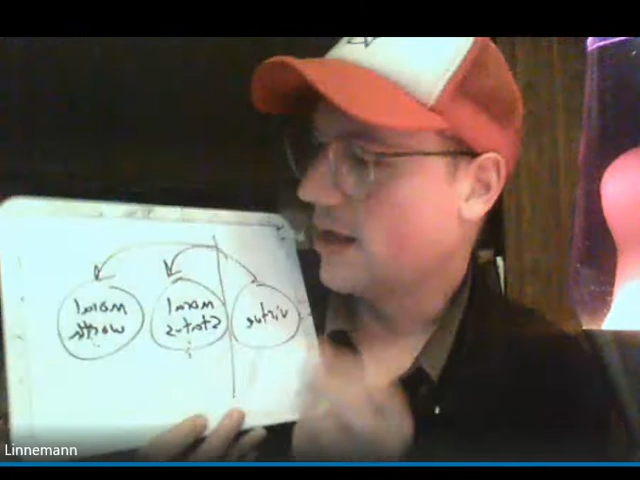 virtue
moral
status
moral
worth
Linnemann